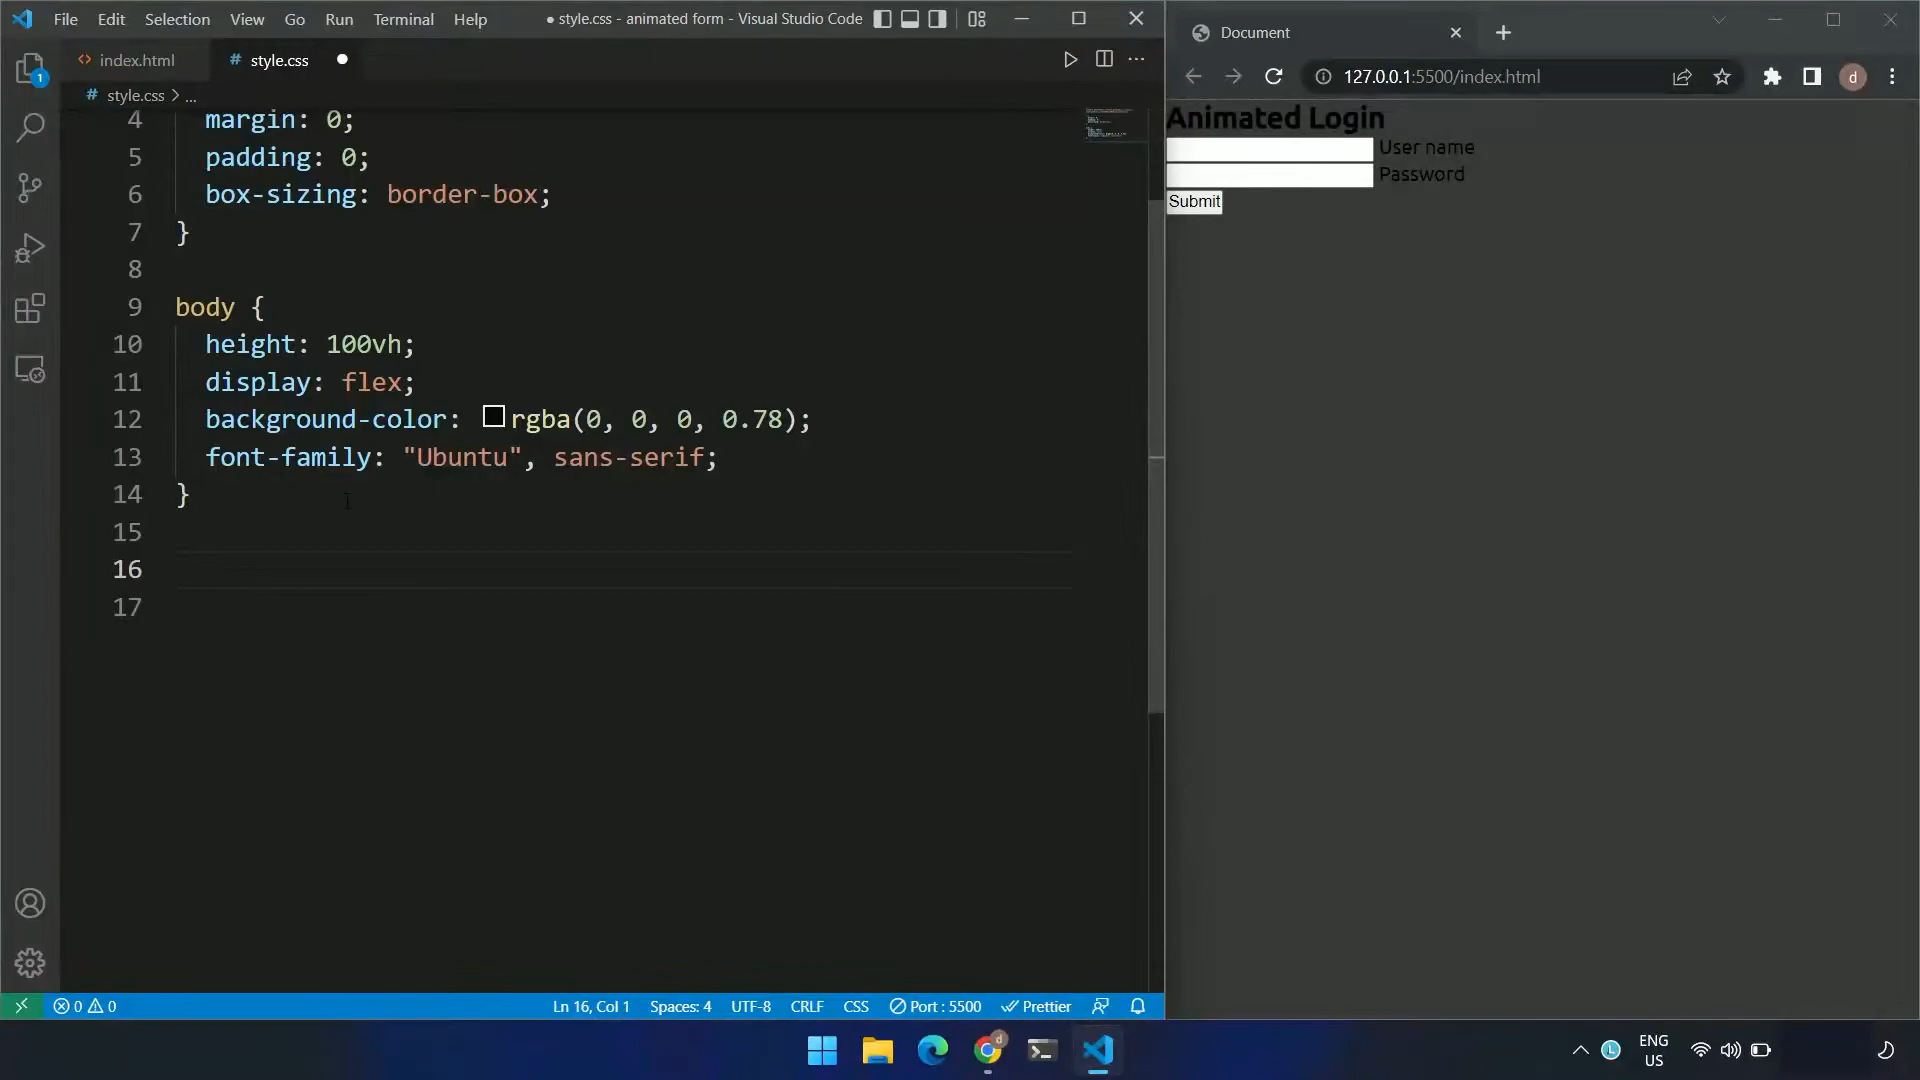 File Edit Selection View Go Run Terminal Help
● style.css - animated form - Visual Studio Code
index.html
# style.css
# style.css > ...
4 margin: 0;
5 padding: 0;
6 box-sizing: border-box;
7 }
8
9 body {
10 height: 100vh;
11 display: flex;
12 background-color: rgba(0, 0, 0, 0.78);
13 font-family: "Ubuntu", sans-serif;
14 }
15
16
17
1
0 0
Ln 16, Col 1 Spaces: 4 UTF-8 CRLF CSS Port : 5500 Prettier
Document
127.0.0.1:5500/index.html
d
Animated Login
User name
Password
Submit
d
L
ENG
US